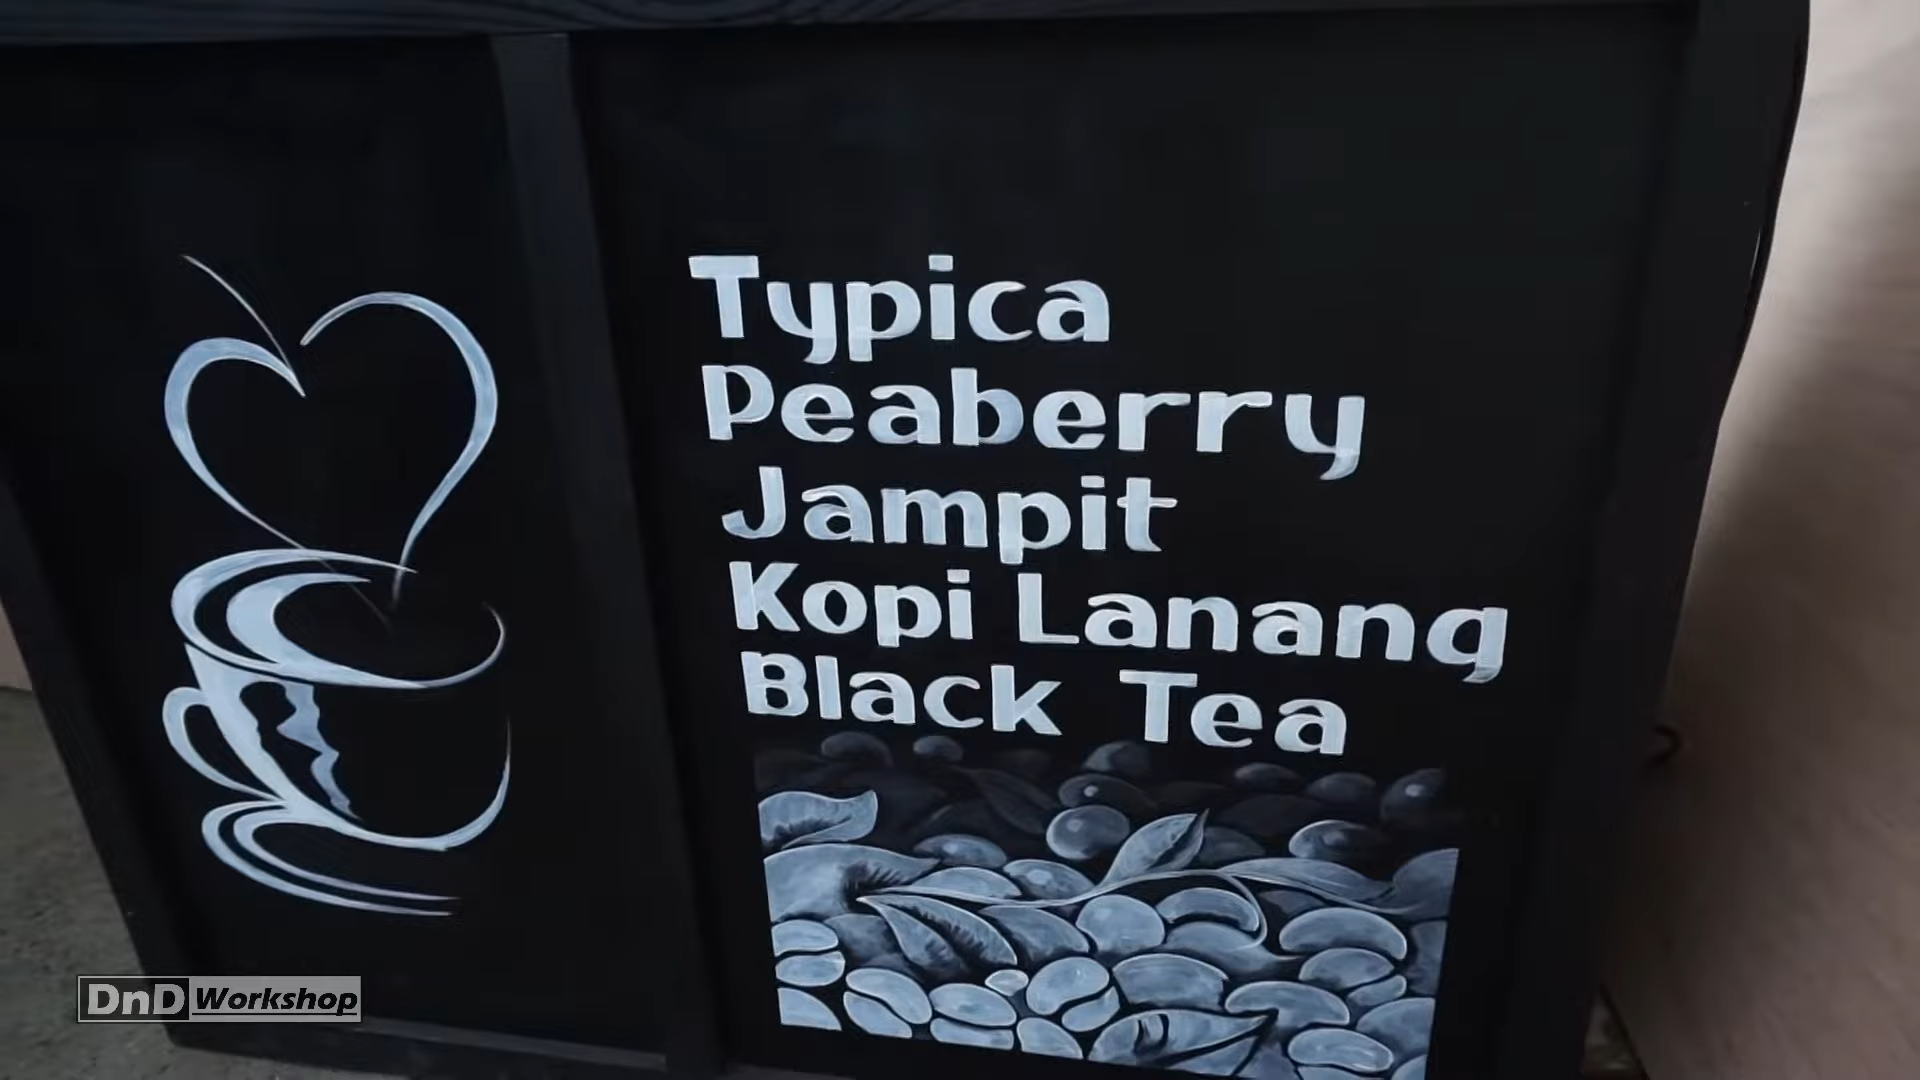 Typica
Peaberry
Jampit
Kopi Lanang
Black Tea
DnD Workshop